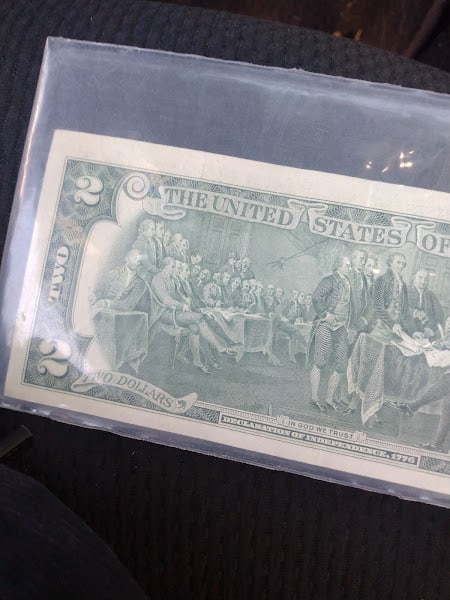 2
THE UNITED STATES OF
TWO
2
TWO DOLLARS
IN GOD WE TRUST
DECLARATION OF INDEPENDENCE, 1776